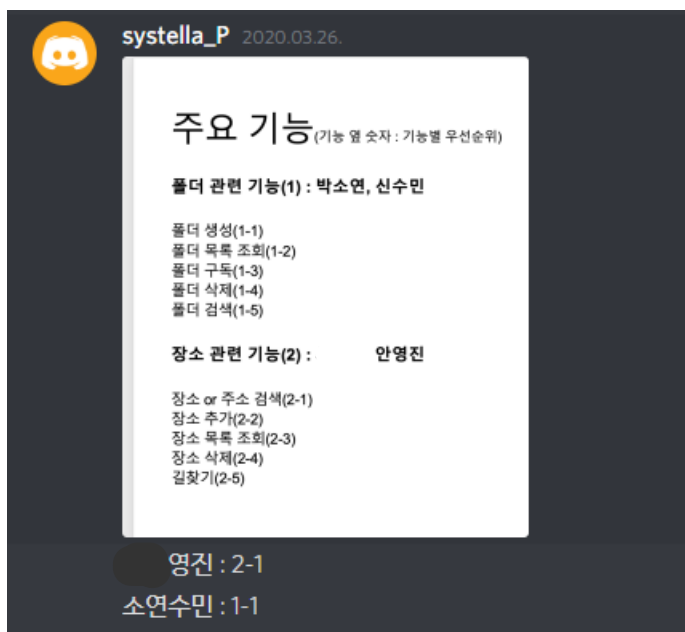 systella_P 2020.03.26.
주요 기능(기능 옆 숫자 : 기능별 우선순위)
폴더 관련 기능(1) : 박소연, 신수민
폴더 생성(1-1)
폴더 목록 조회(1-2)
폴더 구독(1-3)
폴더 삭제(1-4)
폴더 검색(1-5)
장소 관련 기능(2) : 안영진
장소 or 주소 검색(2-1)
장소 추가(2-2)
장소 목록 조회(2-3)
장소 삭제(2-4)
길찾기(2-5)
영진 : 2-1
소연수민 : 1-1